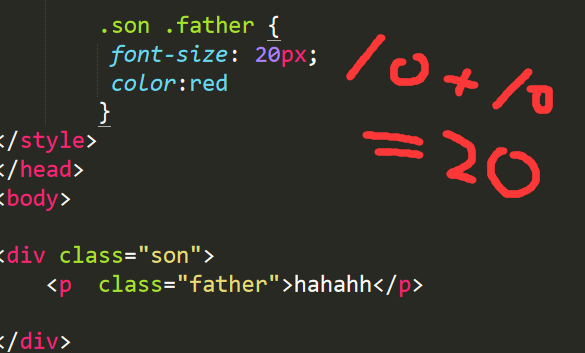 .son .father {
font-size: 20px;
color:red
}
</style>
</head>
<body>
<div class="son">
<p  class="father">hahahh</p>
</div>
10+10
=20